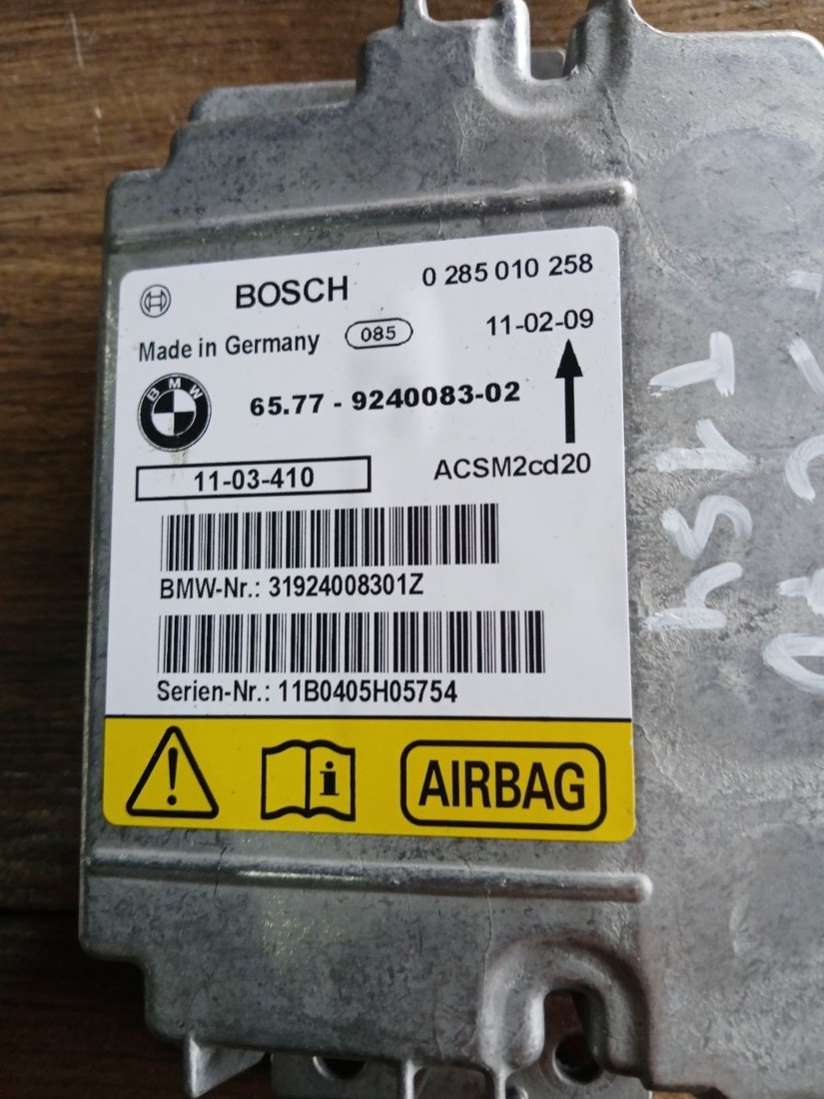 BOSCH 0 285 010 258
Made in Germany 085 11-02-09
BMW
65.77 - 9240083-02
11-03-410 ACSM2cd20
BMW-Nr.: 31924008301Z
Serien-Nr.: 11B0405H05754
AIRBAG